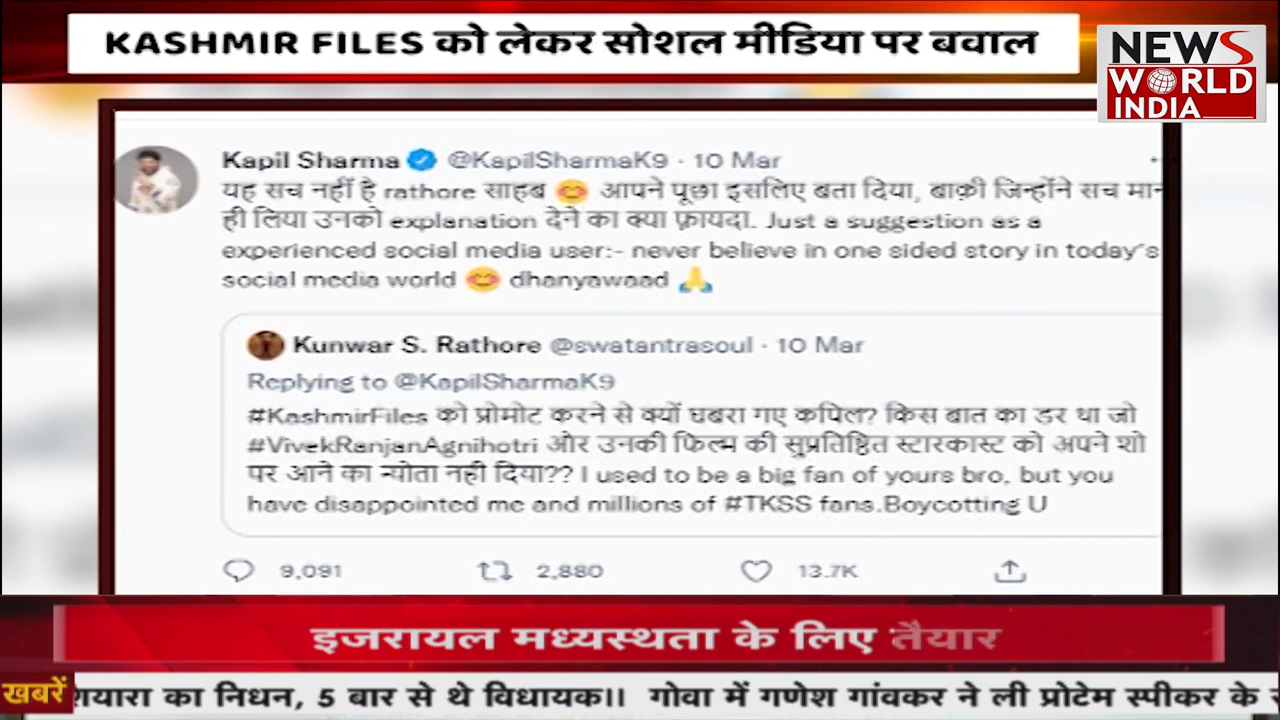 KASHMIR FILES को लेकर सोशल मीडिया पर बवाल
NEWS
WORLD
INDIA
Kapil Sharma @KapilSharmaK9 · 10 Mar
यह सच नहीं है rathore साहब 😊 आपने पूछा इसलिए बता दिया, बाक़ी जिन्होंने सच मान
ही लिया उनको explanation देने का क्या फ़ायदा. Just a suggestion as a
experienced social media user:- never believe in one sided story in today's
social media world 😊 dhanyawaad 🙏
Kunwar S. Rathore @swatantrasoul · 10 Mar
Replying to @KapilSharmaK9
#KashmirFiles को प्रोमोट करने से क्यों घबरा गए कपिल? किस बात का डर था जो
#VivekRanjanAgnihotri और उनकी फिल्म की सुप्रतिष्ठित स्टारकास्ट को अपने शो
पर आने का न्योता नही दिया?? I used to be a big fan of yours bro, but you
have disappointed me and millions of #TKSS fans.Boycotting U
9,091 2,880 13.7K
इजरायल मध्यस्थता के लिए तैयार
खबरें शयारा का निधन, 5 बार से थे विधायक।। गोवा में गणेश गांवकर ने ली प्रोटेम स्पीकर के